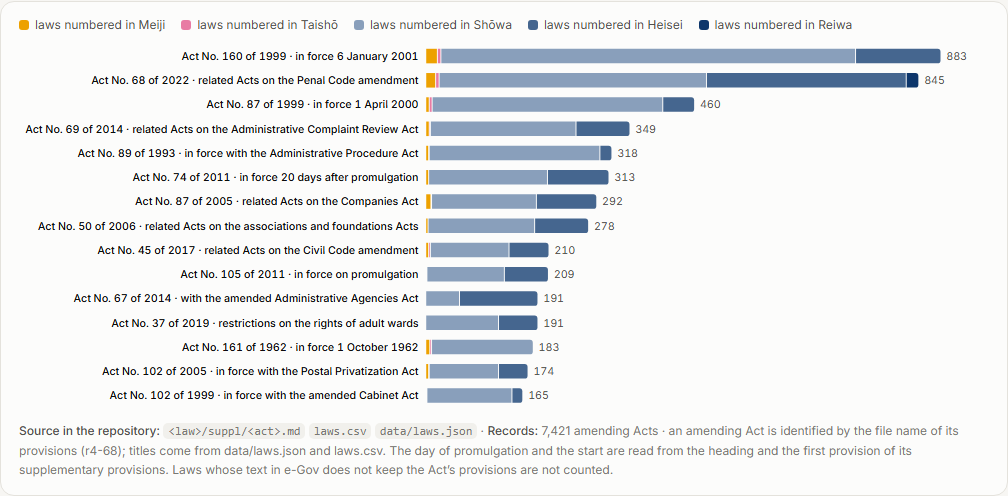 laws numbered in Meiji laws numbered in Taishō laws numbered in Shōwa laws numbered in Heisei laws numbered in Reiwa
Act No. 160 of 1999 · in force 6 January 2001 883
Act No. 68 of 2022 · related Acts on the Penal Code amendment 845
Act No. 87 of 1999 · in force 1 April 2000 460
Act No. 69 of 2014 · related Acts on the Administrative Complaint Review Act 349
Act No. 89 of 1993 · in force with the Administrative Procedure Act 318
Act No. 74 of 2011 · in force 20 days after promulgation 313
Act No. 87 of 2005 · related Acts on the Companies Act 292
Act No. 50 of 2006 · related Acts on the associations and foundations Acts 278
Act No. 45 of 2017 · related Acts on the Civil Code amendment 210
Act No. 105 of 2011 · in force on promulgation 209
Act No. 67 of 2014 · with the amended Administrative Agencies Act 191
Act No. 37 of 2019 · restrictions on the rights of adult wards 191
Act No. 161 of 1962 · in force 1 October 1962 183
Act No. 102 of 2005 · in force with the Postal Privatization Act 174
Act No. 102 of 1999 · in force with the amended Cabinet Act 165
Source in the repository: <law>/suppl/<act>.md laws.csv data/laws.json · Records: 7,421 amending Acts · an amending Act is identified by the file name of its
provisions (r4-68); titles come from data/laws.json and laws.csv. The day of promulgation and the start are read from the heading and the first provision of its
supplementary provisions. Laws whose text in e-Gov does not keep the Act's provisions are not counted.